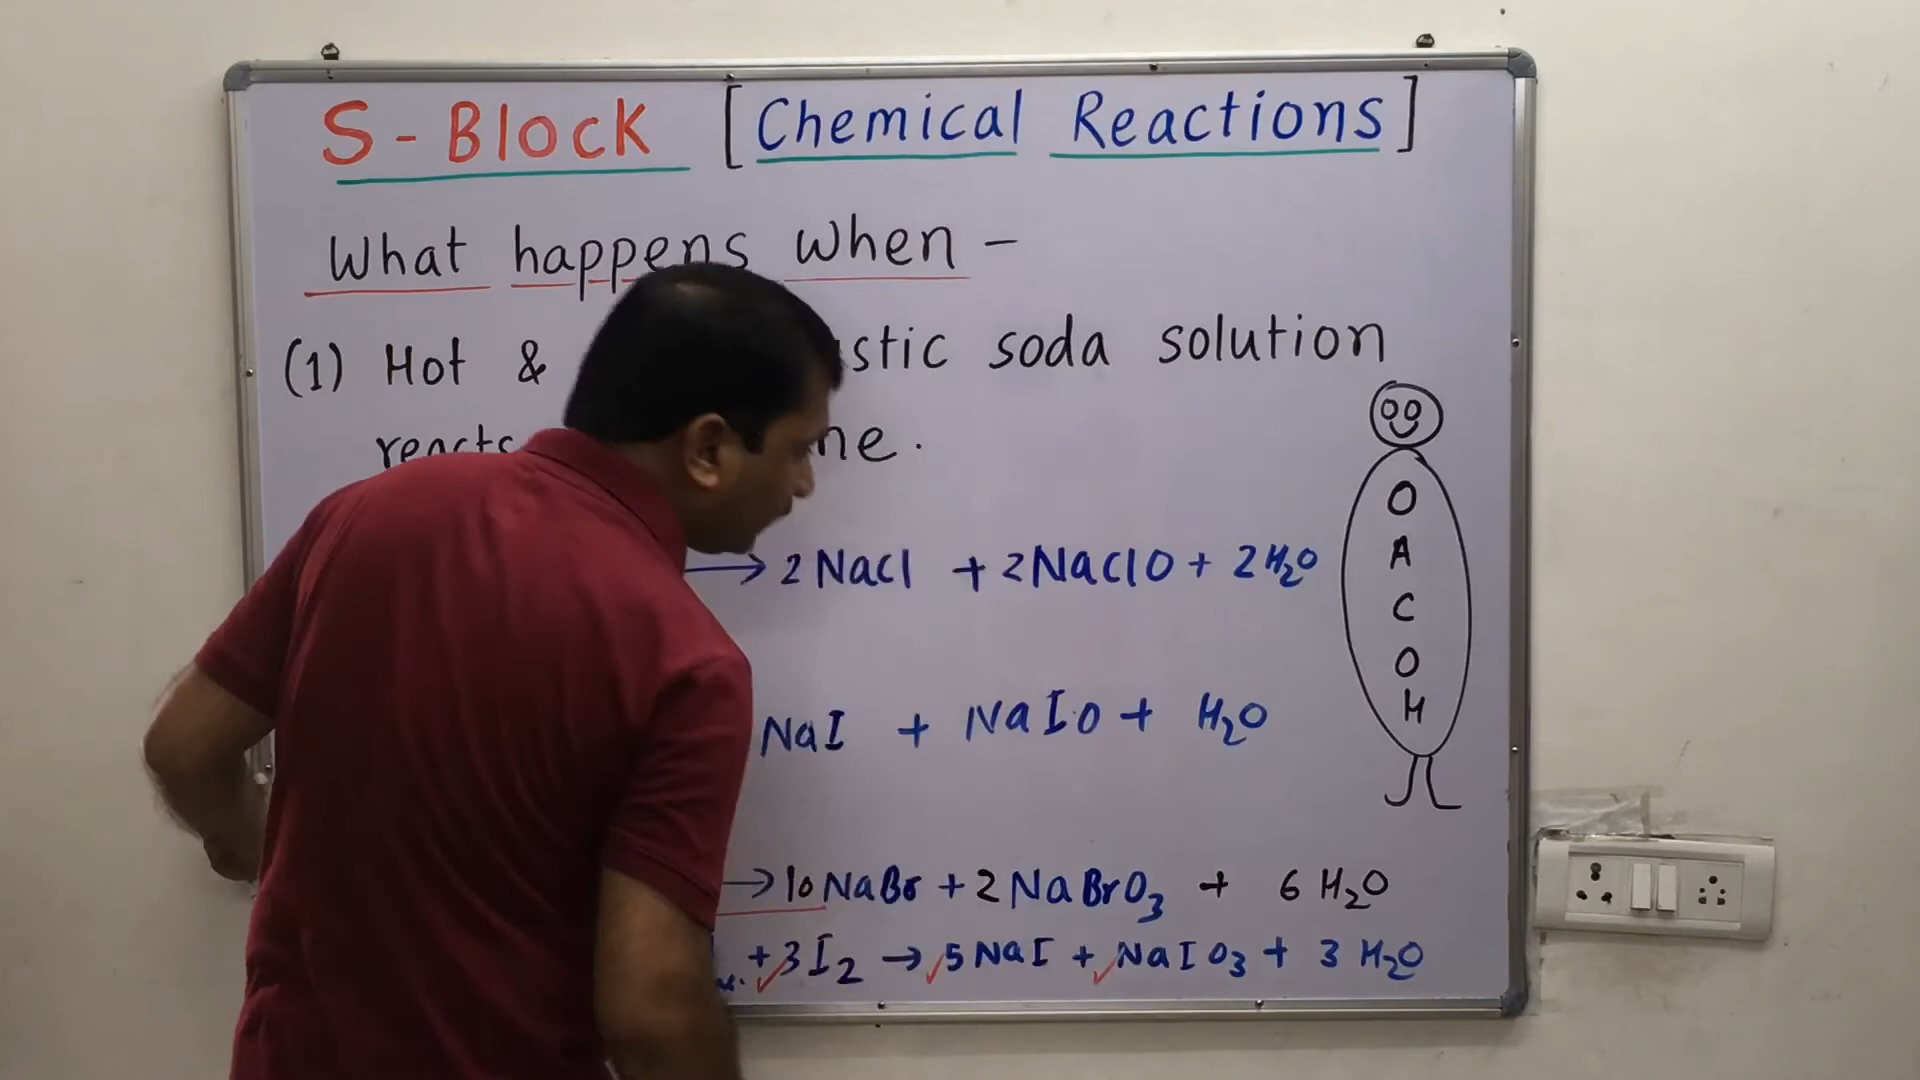 S-Block [Chemical Reactions]
What happens when -
(1) Hot & stic soda solution
reacts ne.
→ 2NaCl + 2NaClO + 2H₂O
NaI + NaIO + H₂O
→ 10NaBr + 2NaBrO₃ + 6H₂O
+ 3I₂ → 5NaI + NaIO₃ + 3H₂O
O
A
C
O
H